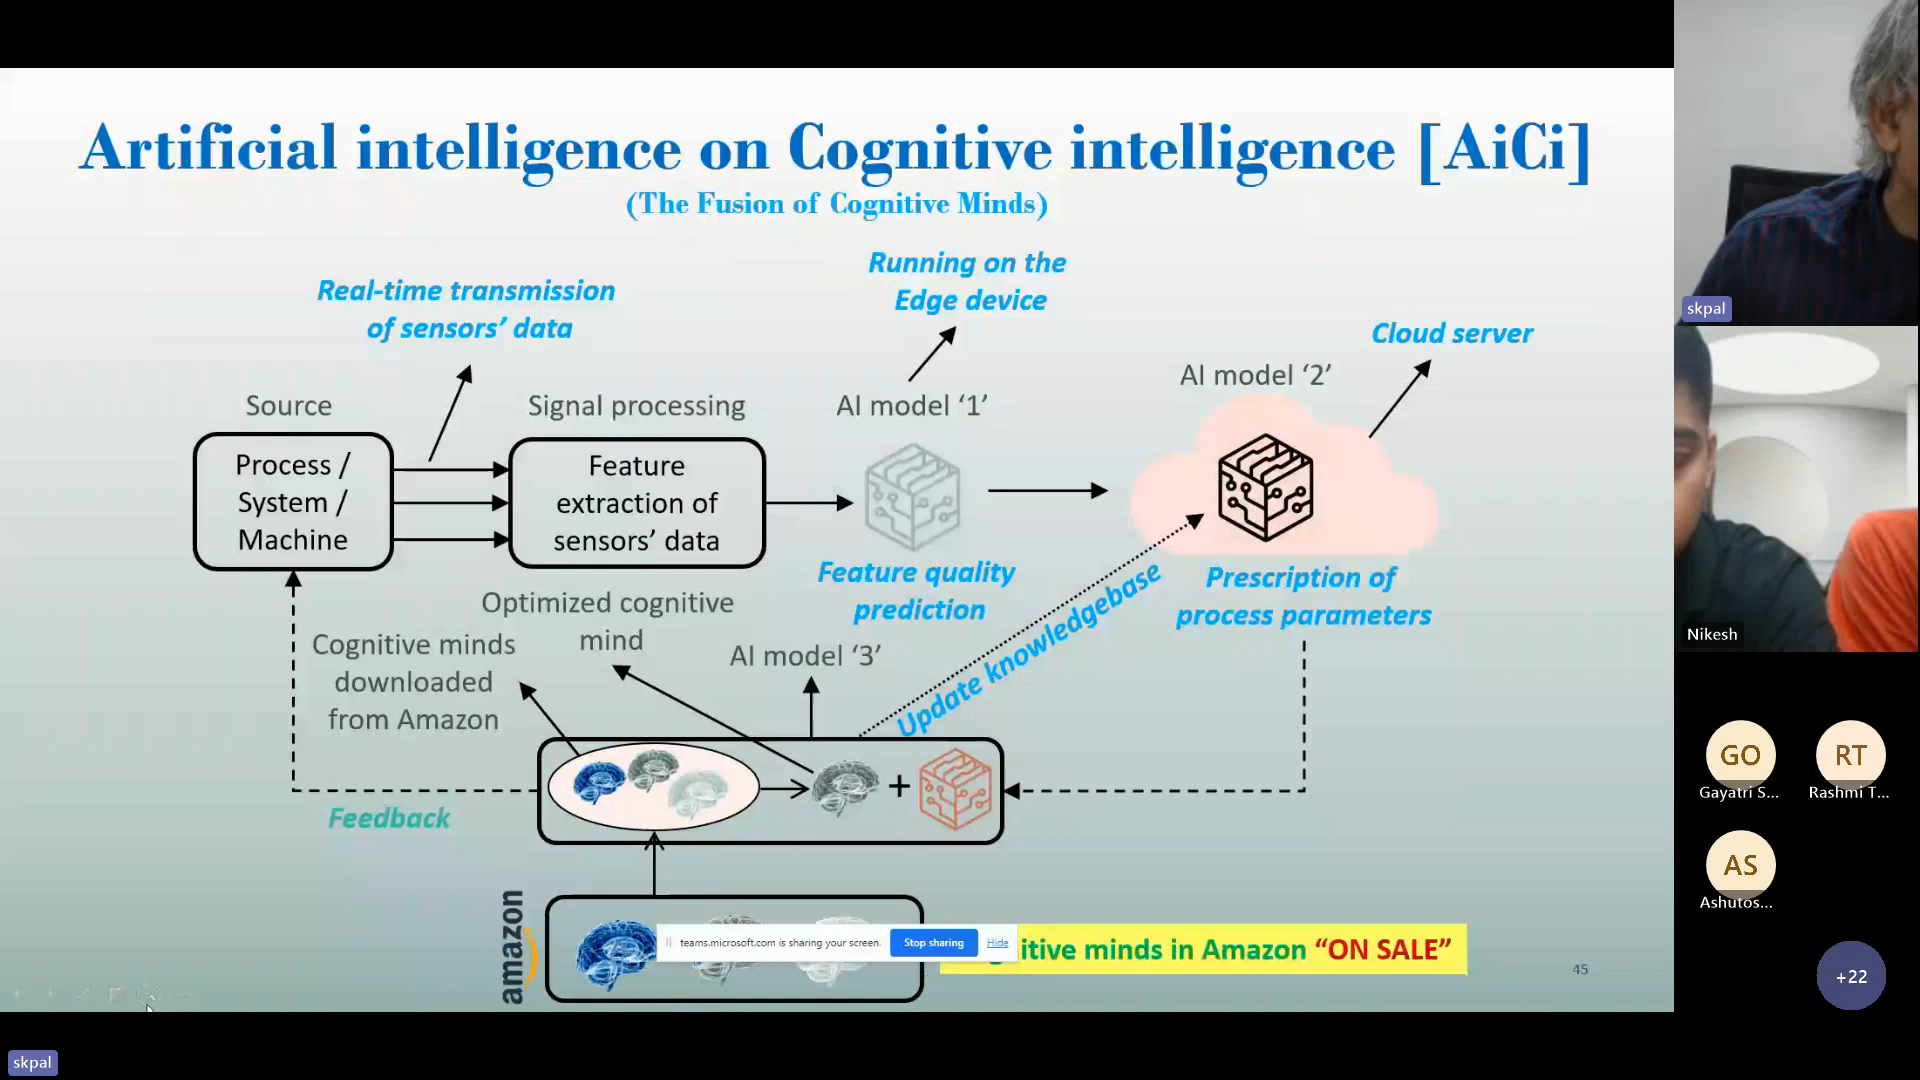 Artificial intelligence on Cognitive intelligence [AiCi]
(The Fusion of Cognitive Minds)
Real-time transmission
of sensors’ data
Running on the
Edge device
Cloud server
Source
Signal processing
AI model ‘1’
AI model ‘2’
Process /
System /
Machine
Feature
extraction of
sensors’ data
Feature quality
prediction
Prescription of
process parameters
Update knowledgebase
Optimized cognitive
mind
Cognitive minds
downloaded
from Amazon
AI model ‘3’
+
Feedback
amazon
teams.microsoft.com is sharing your screen.
Stop sharing
Hide
itive minds in Amazon “ON SALE”
45
skpal
skpal
Nikesh
GO
Gayatri S...
RT
Rashmi T...
AS
Ashutos...
+22